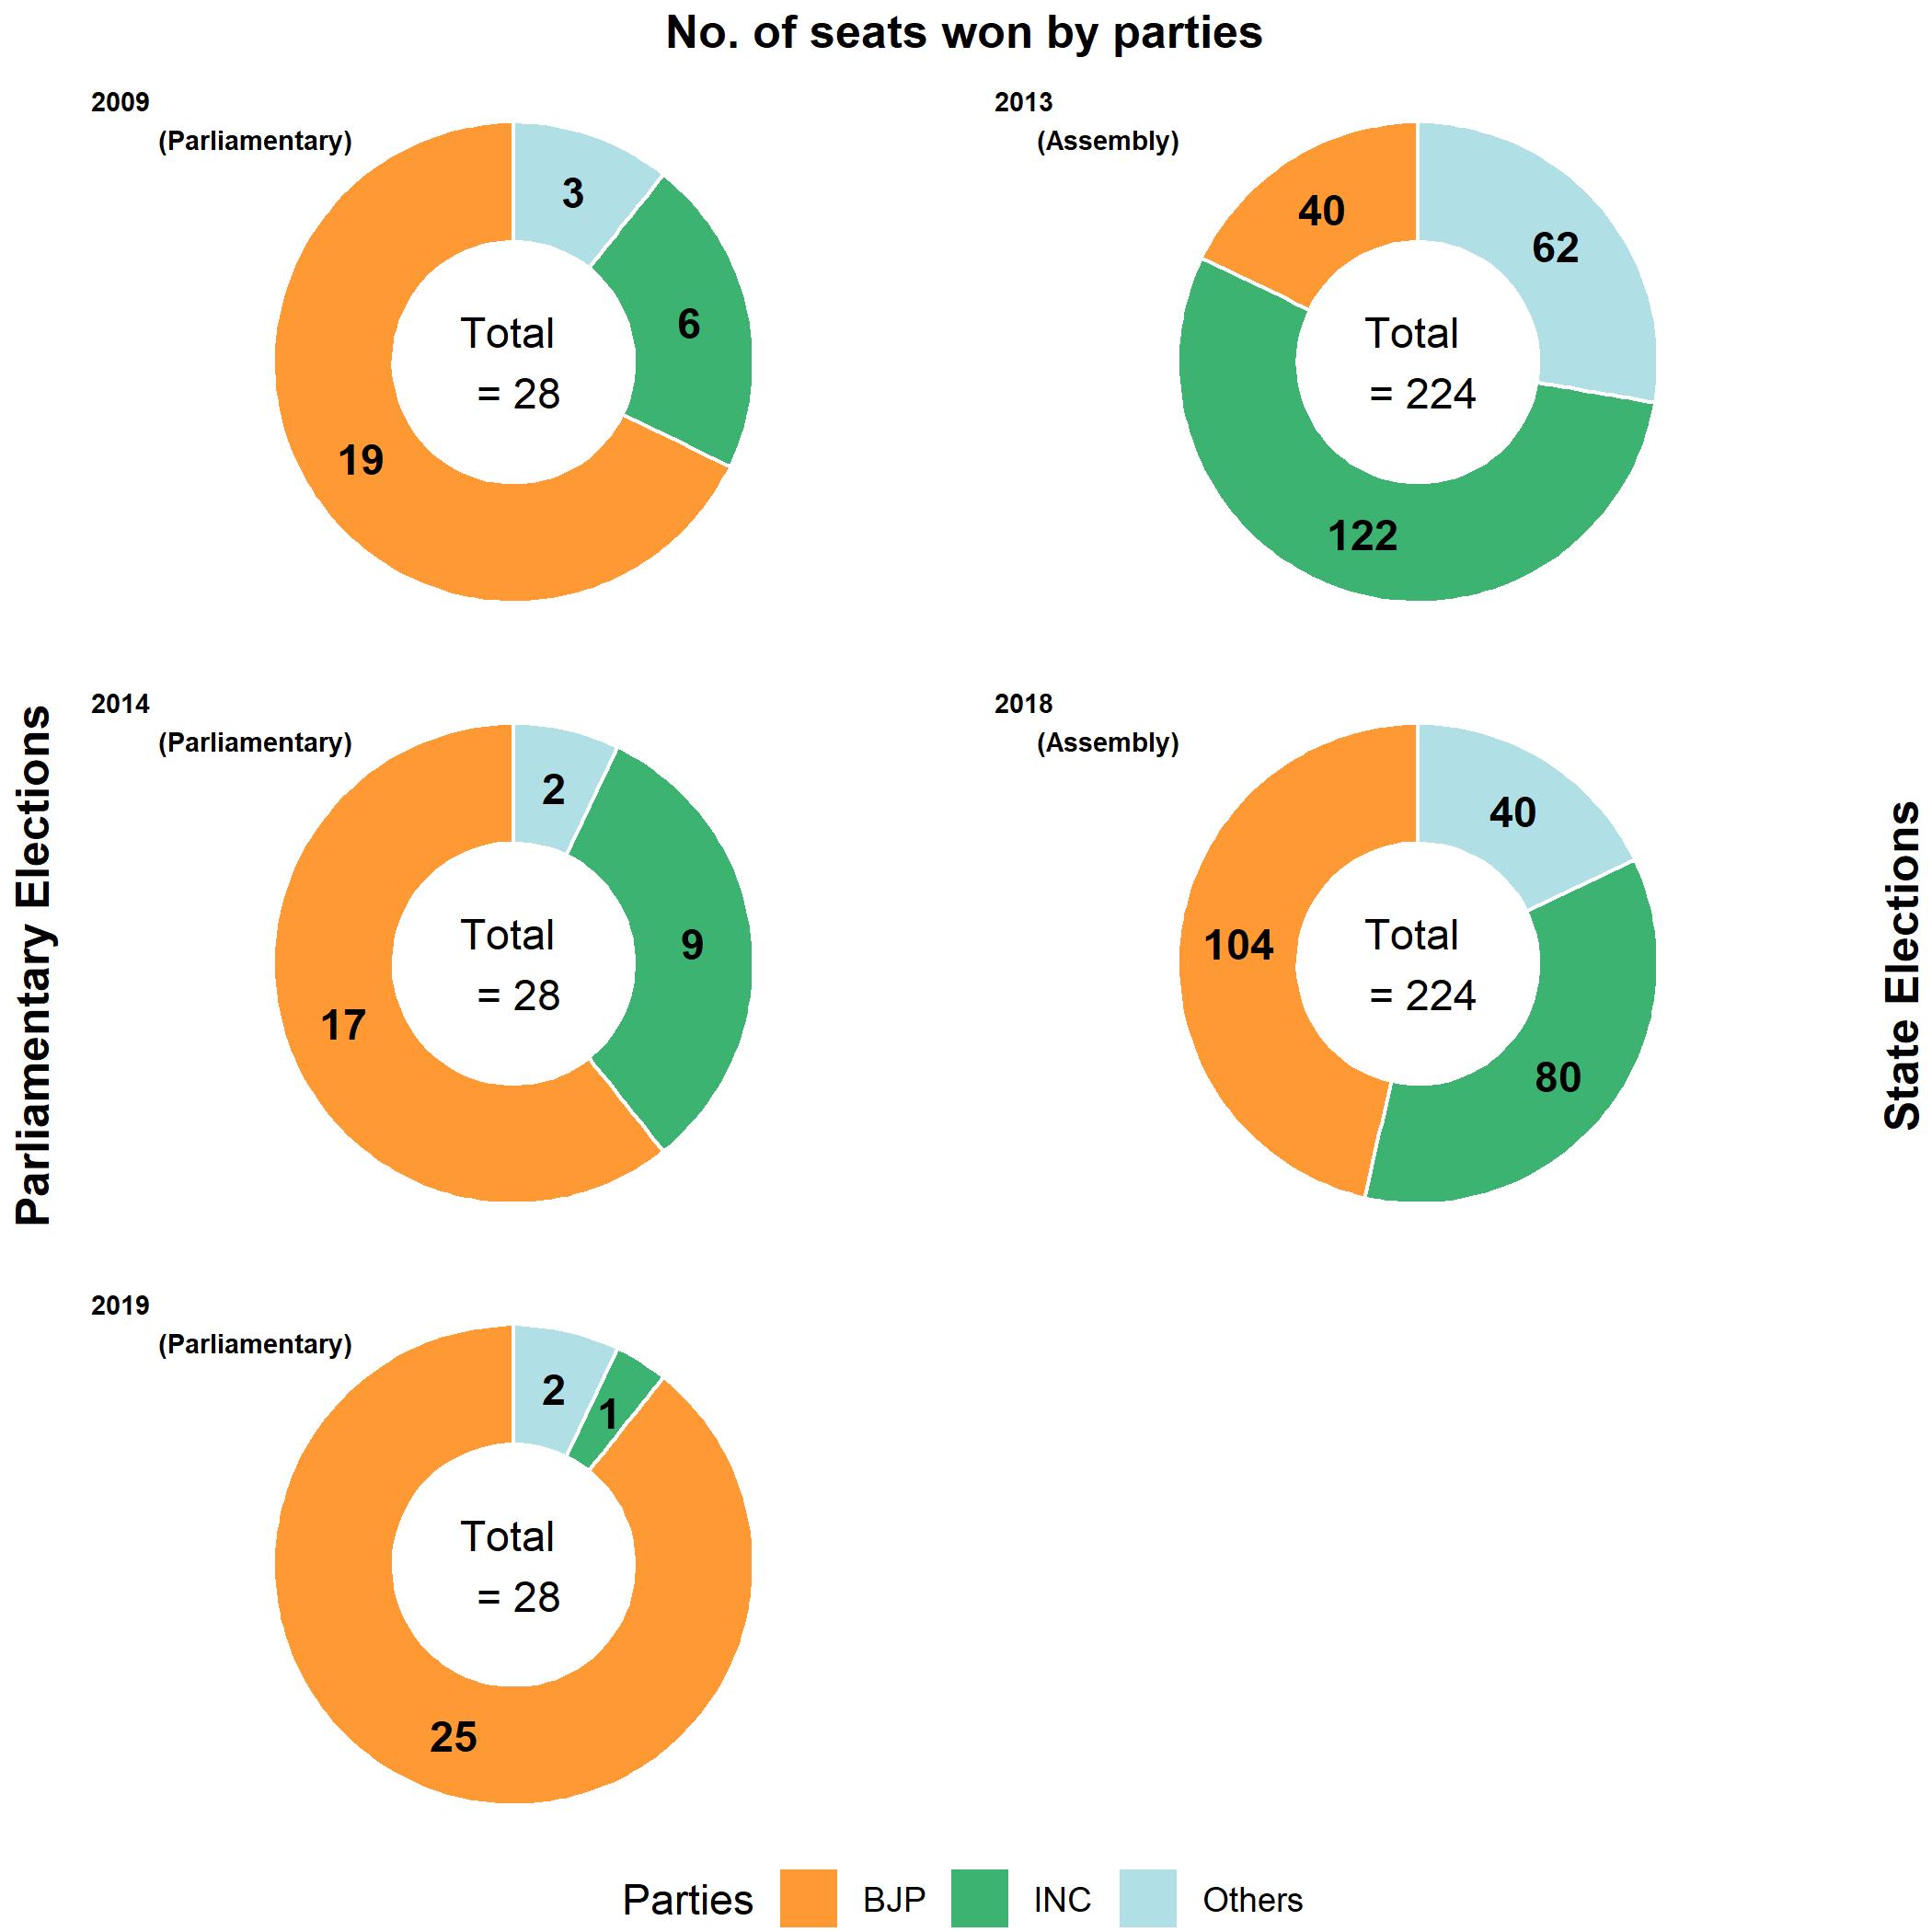 No. of seats won by parties
2009
(Parliamentary)
3
6
19
Total
= 28
2013
(Assembly)
40
62
122
Total
= 224
Parliamentary Elections
2014
(Parliamentary)
2
9
17
Total
= 28
2018
(Assembly)
40
104
80
Total
= 224
State Elections
2019
(Parliamentary)
2
1
25
Total
= 28
Parties BJP INC Others